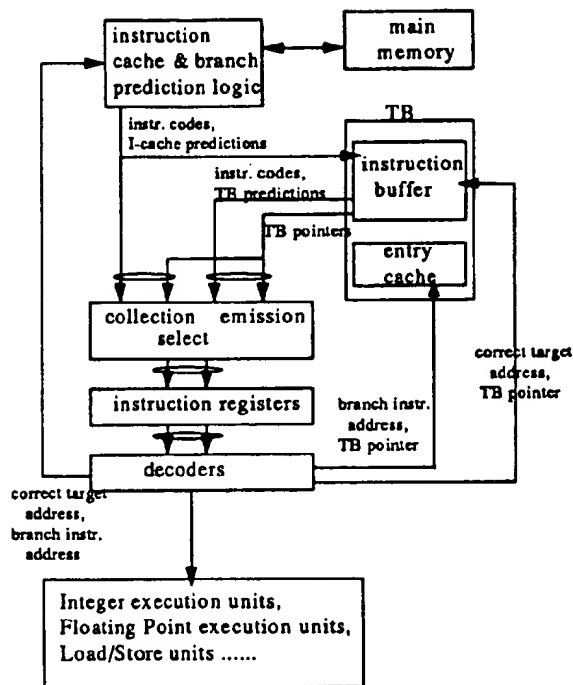 instruction
cache & branch
prediction logic
main
memory
instr. codes,
I-cache predictions
TB
instruction
buffer
instr. codes,
TB predictions
TB pointers
entry
cache
collection emission
select
correct target
address,
TB pointer
instruction registers
branch instr.
address,
TB pointer
decoders
correct target
address,
branch instr.
address
Integer execution units,
Floating Point execution units,
Load/Store units ......